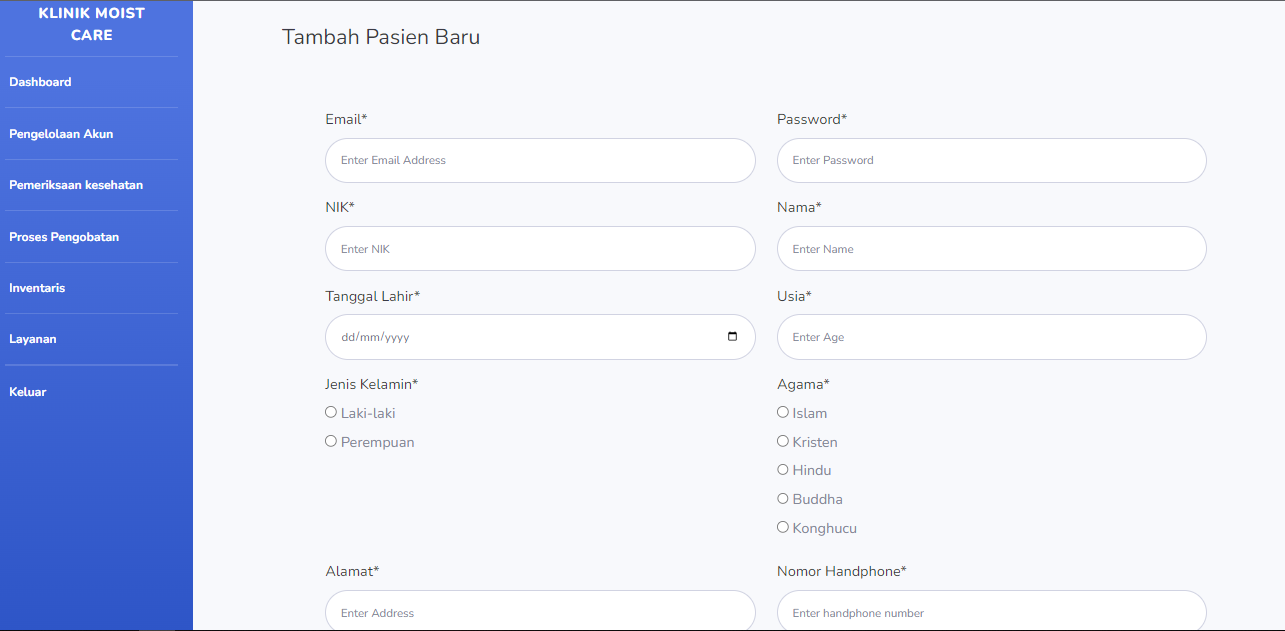 KLINIK MOIST
CARE
Dashboard
Pengelolaan Akun
Pemeriksaan kesehatan
Proses Pengobatan
Inventaris
Layanan
Keluar
Tambah Pasien Baru
Email*
Enter Email Address
Password*
Enter Password
NIK*
Enter NIK
Nama*
Enter Name
Tanggal Lahir*
dd/mm/yyyy
Usia*
Enter Age
Jenis Kelamin*
Laki-laki
Perempuan
Agama*
Islam
Kristen
Hindu
Buddha
Konghucu
Alamat*
Enter Address
Nomor Handphone*
Enter handphone number